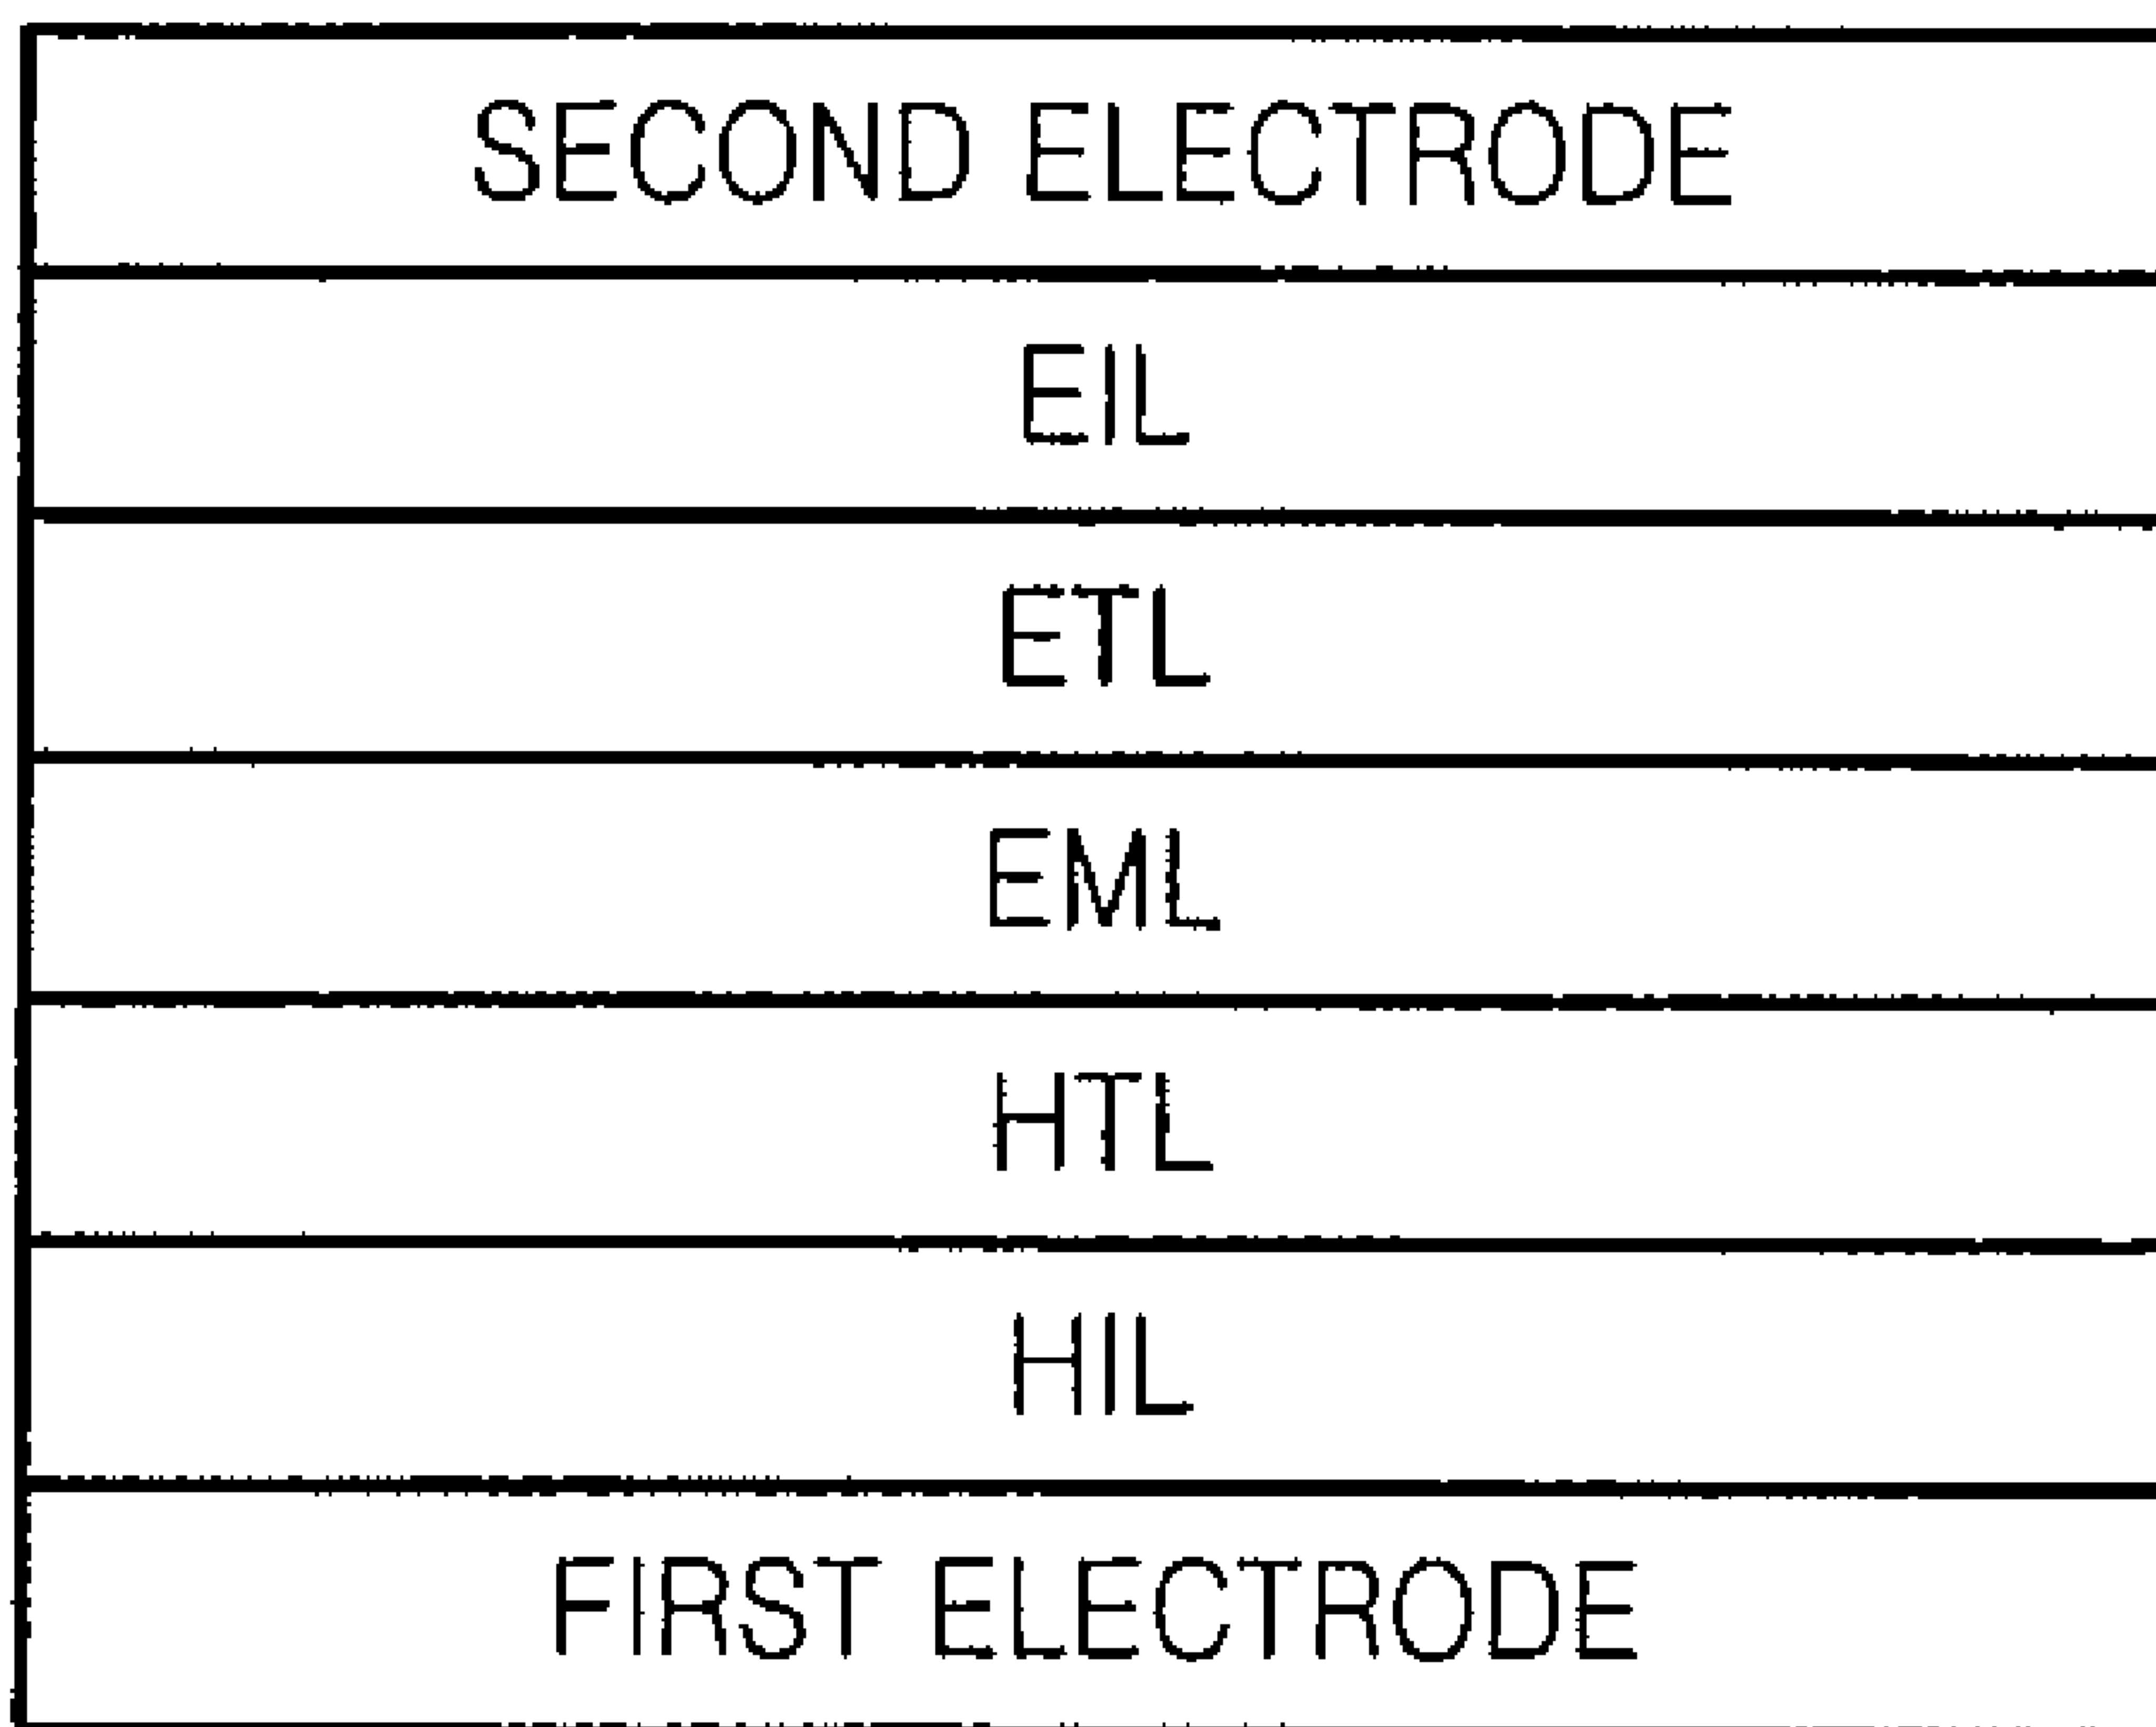 SECOND ELECTRODE
EIL
ETL
EML
HTL
HIL
FIRST ELECTRODE